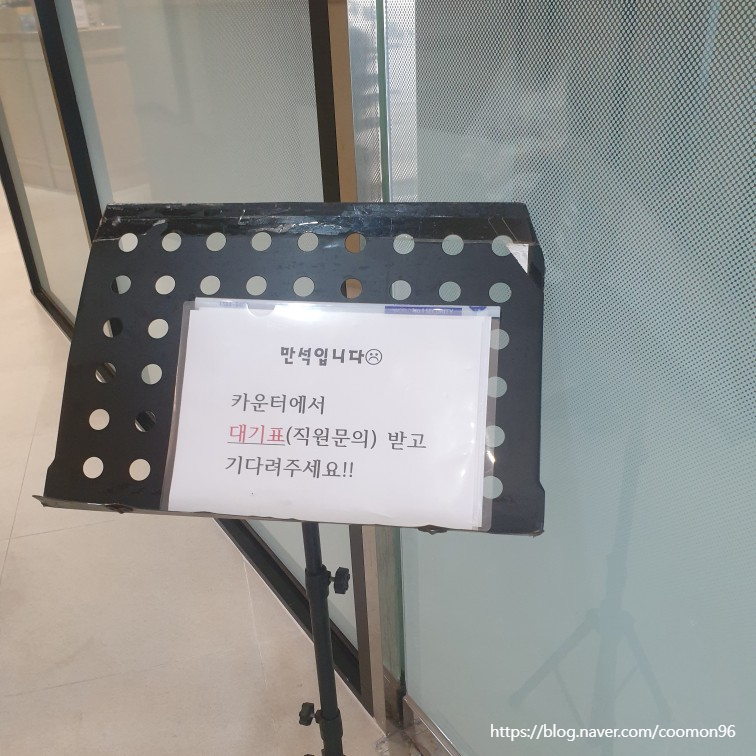 만석입니다☹
카운터에서
대기표(직원문의) 받고
기다려주세요!!
https://blog.naver.com/coomon96